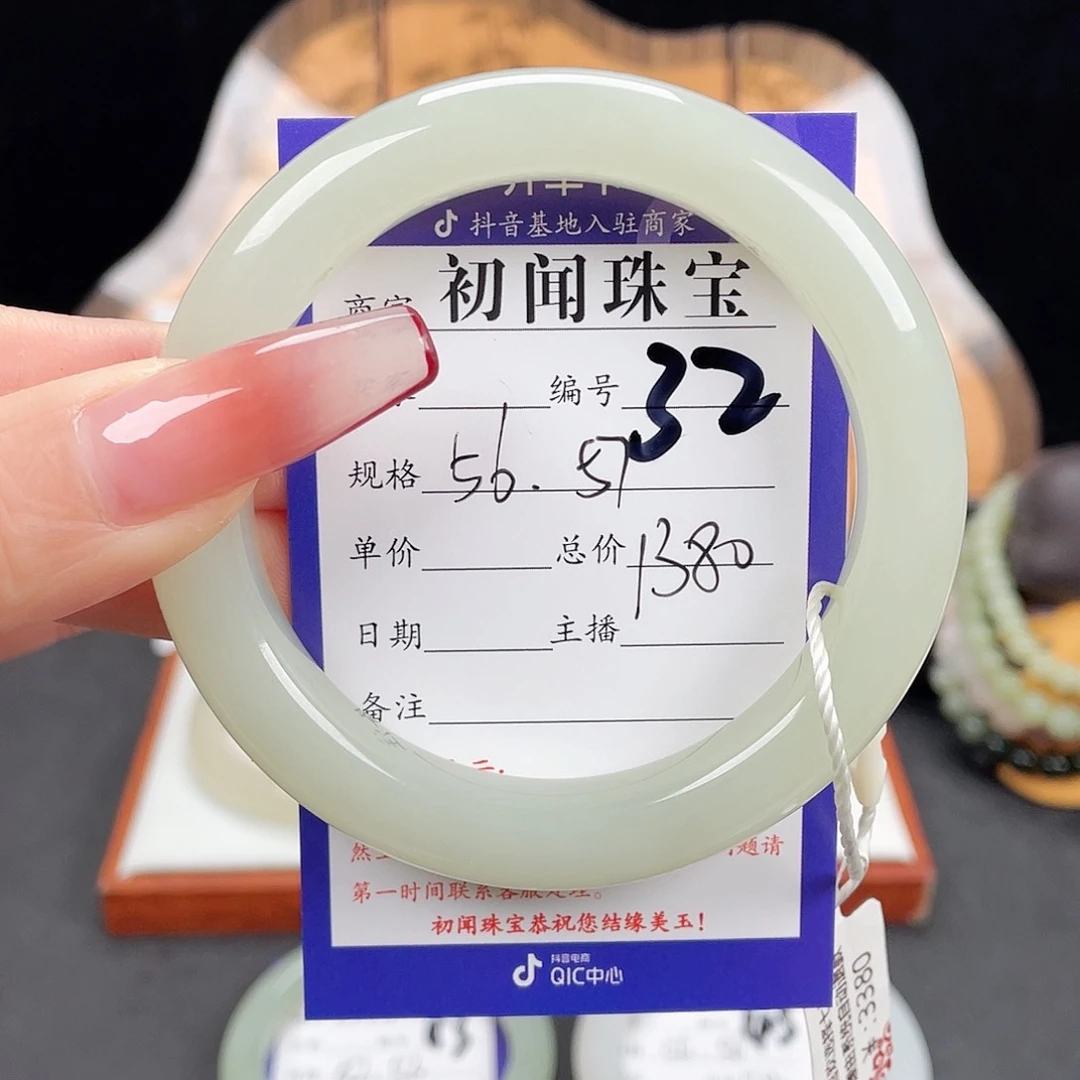 抖音基地入驻商家
商家 初闻珠宝
编号 32
规格 56.57
单价 总价 1380
日期 主播
备注
题请
第一时间联系客服处理。
初闻珠宝恭祝您结缘美玉!
抖音电商
QIC中心
3380